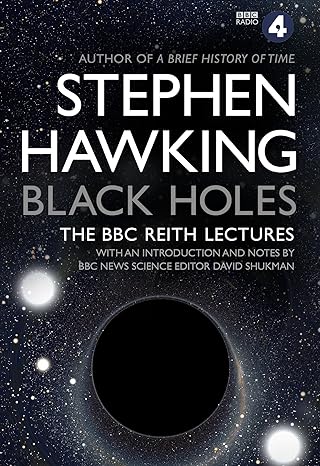 BBC
RADIO
4
AUTHOR OF A BRIEF HISTORY OF TIME
STEPHEN
HAWKING
BLACK HOLES
THE BBC REITH LECTURES
WITH AN INTRODUCTION AND NOTES BY
BBC NEWS SCIENCE EDITOR DAVID SHUKMAN